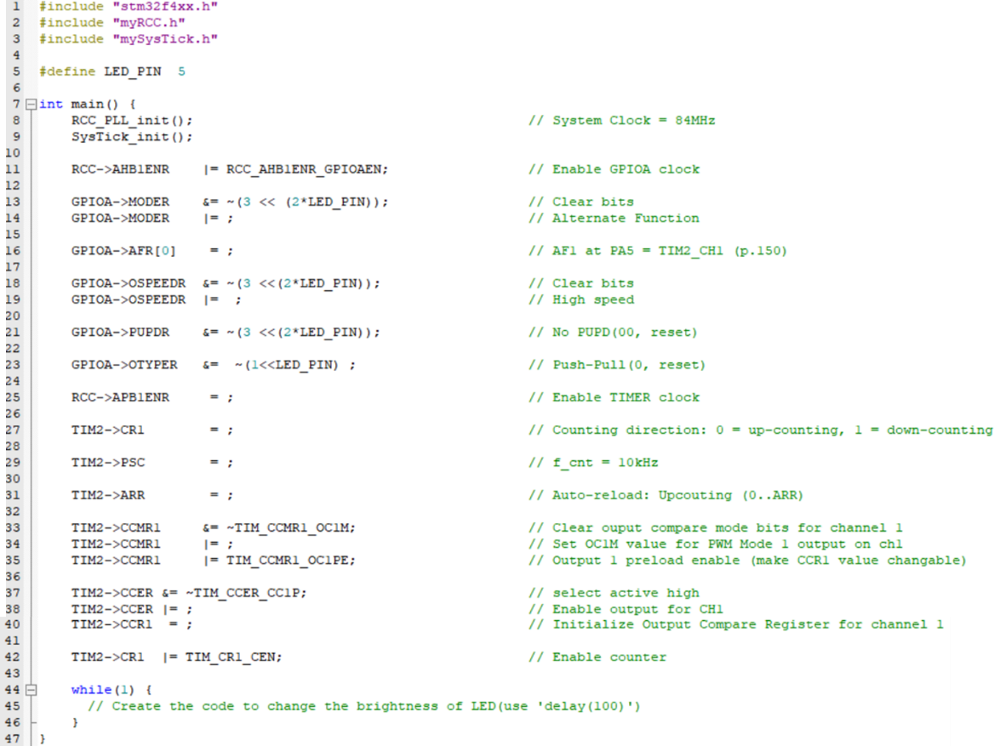 1 #include "stm32f4xx.h"
2 #include "myRCC.h"
3 #include "mySysTick.h"
4
5 #define LED_PIN 5
6
7 int main() {
8 RCC_PLL_init(); // System Clock = 84MHz
9 SysTick_init();
10
11 RCC->AHB1ENR |= RCC_AHB1ENR_GPIOAEN; // Enable GPIOA clock
12
13 GPIOA->MODER &= ~(3 << (2*LED_PIN)); // Clear bits
14 GPIOA->MODER |= ; // Alternate Function
15
16 GPIOA->AFR[0] = ; // AF1 at PA5 = TIM2_CH1 (p.150)
17
18 GPIOA->OSPEEDR &= ~(3 <<(2*LED_PIN)); // Clear bits
19 GPIOA->OSPEEDR |= ; // High speed
20
21 GPIOA->PUPDR &= ~(3 <<(2*LED_PIN)); // No PUPD(00, reset)
22
23 GPIOA->OTYPER &= ~(1<<LED_PIN) ; // Push-Pull(0, reset)
24
25 RCC->APB1ENR = ; // Enable TIMER clock
26
27 TIM2->CR1 = ; // Counting direction: 0 = up-counting, 1 = down-counting
28
29 TIM2->PSC = ; // f_cnt = 10kHz
30
31 TIM2->ARR = ; // Auto-reload: Upcouting (0..ARR)
32
33 TIM2->CCMR1 &= ~TIM_CCMR1_OC1M; // Clear ouput compare mode bits for channel 1
34 TIM2->CCMR1 |= ; // Set OC1M value for PWM Mode 1 output on ch1
35 TIM2->CCMR1 |= TIM_CCMR1_OC1PE; // Output 1 preload enable (make CCR1 value changable)
36
37 TIM2->CCER &= ~TIM_CCER_CC1P; // select active high
38 TIM2->CCER |= ; // Enable output for CH1
40 TIM2->CCR1 = ; // Initialize Output Compare Register for channel 1
41
42 TIM2->CR1 |= TIM_CR1_CEN; // Enable counter
43
44 while(1) {
45 // Create the code to change the brightness of LED(use 'delay(100)')
46 }
47 }